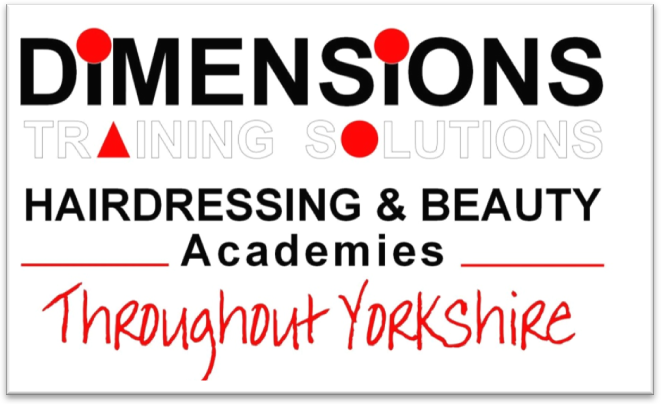 DiMENSiONS
TRAINING SOLUTIONS
HAIRDRESSING & BEAUTY
Academies
Throughout Yorkshire